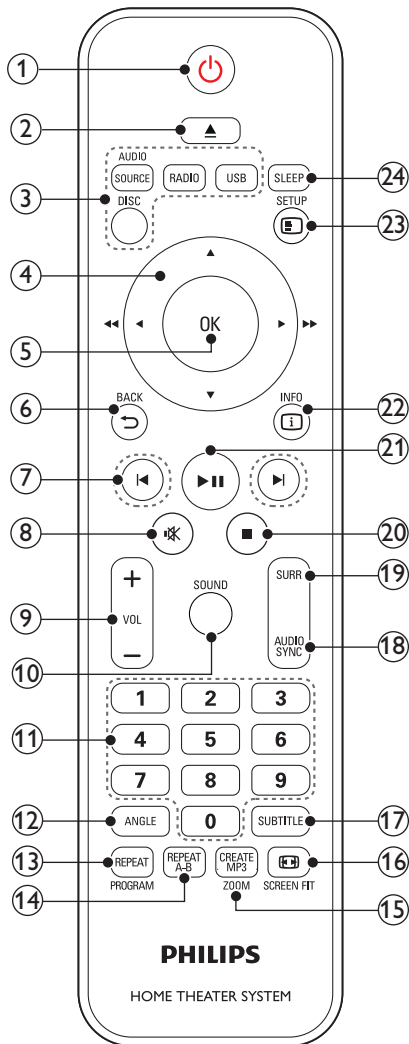 1
2
AUDIO
SOURCE RADIO USB SLEEP 24
3 DISC SETUP 23
4
OK
5
6 BACK INFO 22
21
7
8 20
+ SURR 19
9 VOL SOUND
− AUDIO SYNC 18
10
1 2 3
11 4 5 6
7 8 9
12 ANGLE 0 SUBTITLE 17
13 REPEAT REPEAT A-B CREATE MP3 16
PROGRAM ZOOM SCREEN FIT
14 15
PHILIPS
HOME THEATER SYSTEM